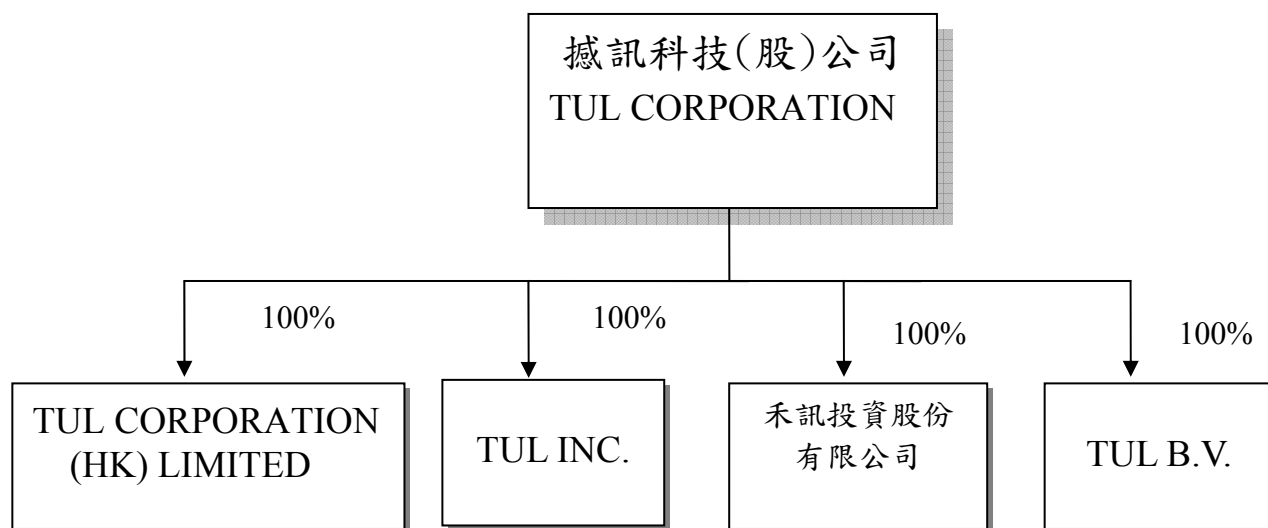 撼訊科技(股)公司
TUL CORPORATION
100%
100%
100%
100%
TUL CORPORATION
(HK) LIMITED
TUL INC.
禾訊投資股份
有限公司
TUL B.V.